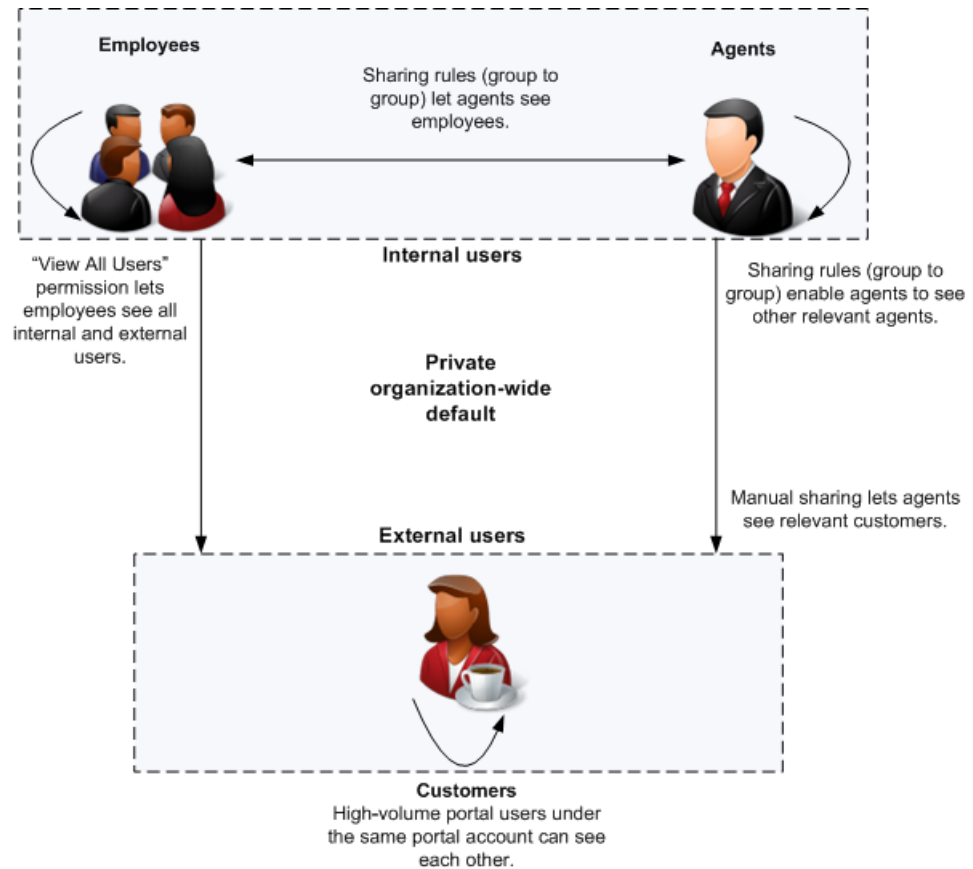 Employees
Agents
Sharing rules (group to
group) let agents see
employees.
Internal users
“View All Users”
permission lets
employees see all
internal and external
users.
Sharing rules (group to
group) enable agents to see
other relevant agents.
Private
organization-wide
default
Manual sharing lets agents
see relevant customers.
External users
Customers
High-volume portal users under
the same portal account can see
each other.